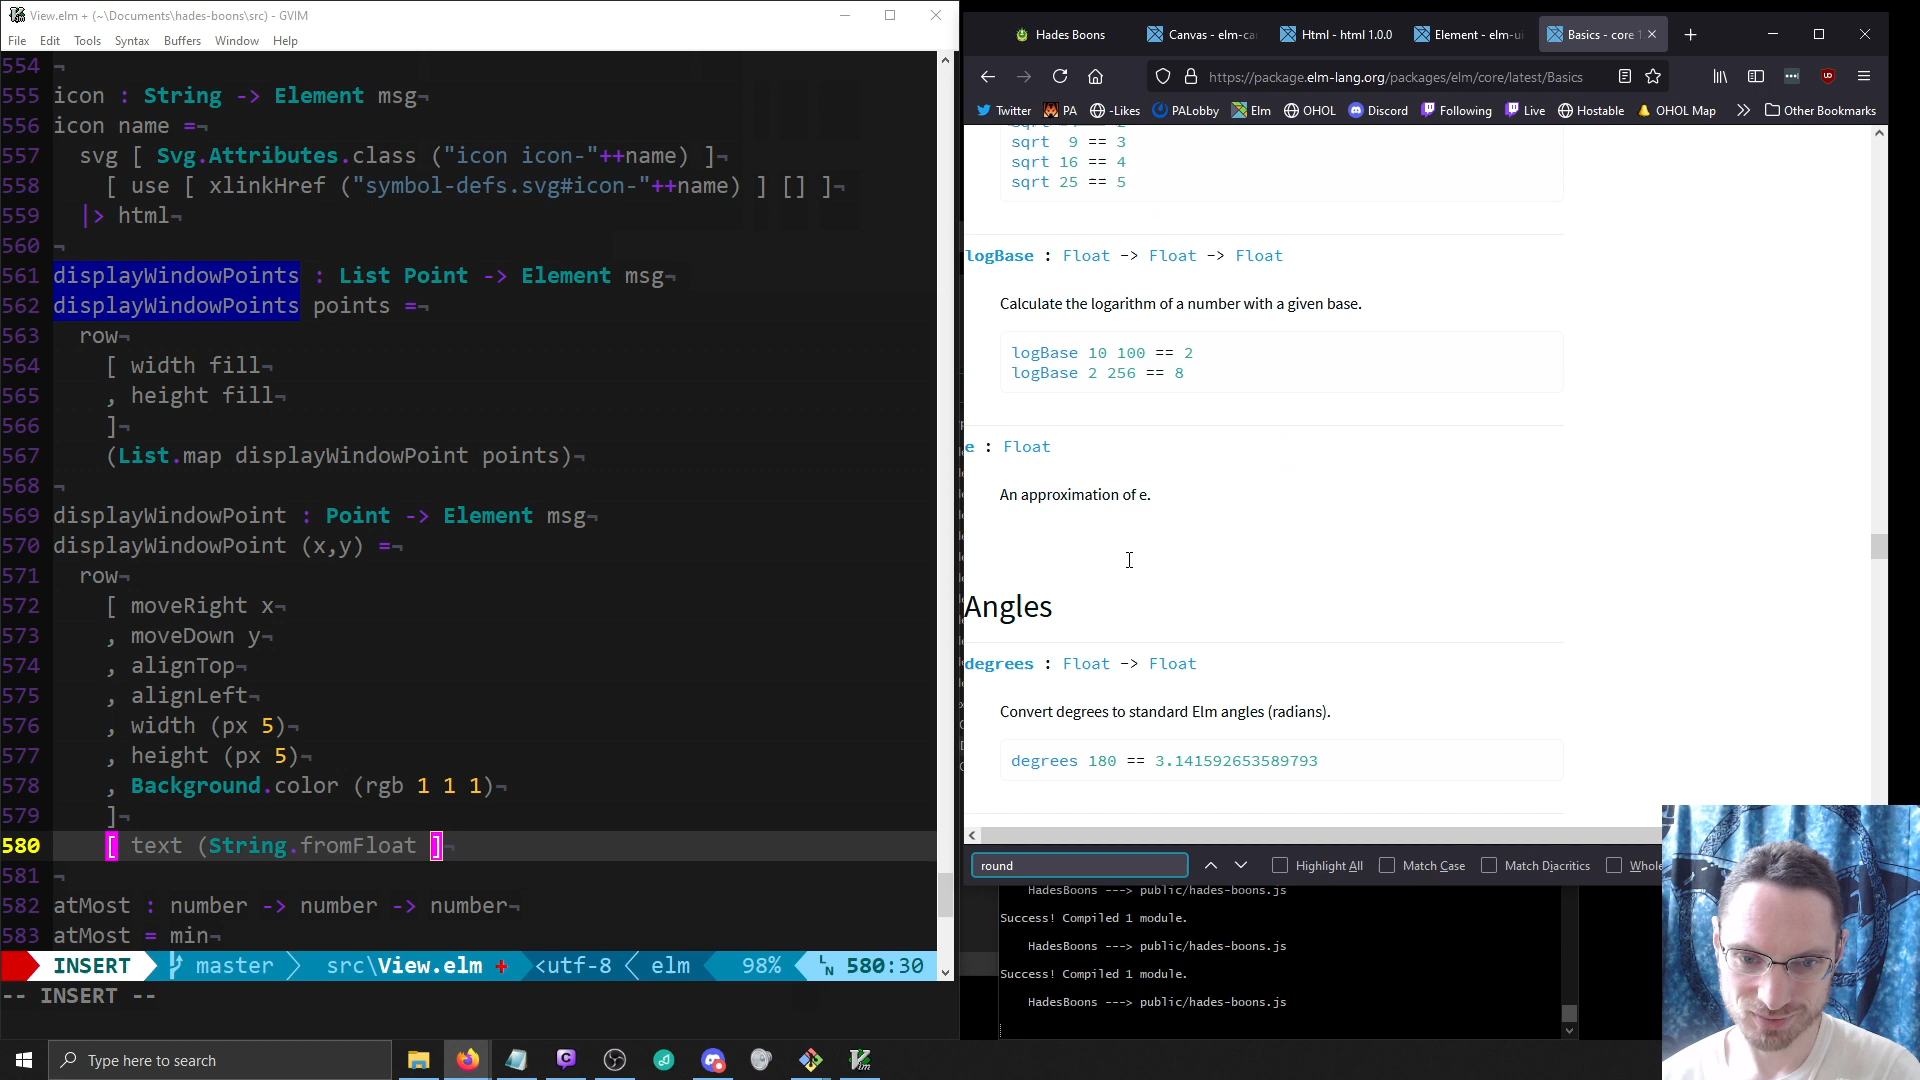 View.elm + (~\Documents\hades-boons\src) - GVIM
File Edit Tools Syntax Buffers Window Help
554 ¬
555 icon : String -> Element msg¬
556 icon name =¬
557 svg [ Svg.Attributes.class ("icon icon-"++name) ]¬
558 [ use [ xlinkHref ("symbol-defs.svg#icon-"++name) ] [] ]¬
559 |> html¬
560 ¬
561 displayWindowPoints : List Point -> Element msg¬
562 displayWindowPoints points =¬
563 row¬
564 [ width fill¬
565 , height fill¬
566 ]¬
567 (List.map displayWindowPoint points)¬
568 ¬
569 displayWindowPoint : Point -> Element msg¬
570 displayWindowPoint (x,y) =¬
571 row¬
572 [ moveRight x¬
573 , moveDown y¬
574 , alignTop¬
575 , alignLeft¬
576 , width (px 5)¬
577 , height (px 5)¬
578 , Background.color (rgb 1 1 1)¬
579 ]¬
580 [ text (String.fromFloat ]¬
581 ¬
582 atMost : number -> number -> number¬
583 atMost = min¬
INSERT master src\View.elm + <utf-8 elm 98% LN 580:30
-- INSERT --
Hades Boons
Canvas - elm-ca
Html - html 1.0.0
Element - elm-u
Basics - core 1
https://package.elm-lang.org/packages/elm/core/latest/Basics
Twitter PA -Likes PALobby Elm OHOL Discord Following Live Hostable OHOL Map Other Bookmarks
sqrt 9 == 3
sqrt 16 == 4
sqrt 25 == 5
logBase : Float -> Float -> Float
Calculate the logarithm of a number with a given base.
logBase 10 100 == 2
logBase 2 256 == 8
e : Float
An approximation of e.
Angles
degrees : Float -> Float
Convert degrees to standard Elm angles (radians).
degrees 180 == 3.141592653589793
round Highlight All Match Case Match Diacritics Whole
HadesBoons ---> public/hades-boons.js
Success! Compiled 1 module.
HadesBoons ---> public/hades-boons.js
Success! Compiled 1 module.
HadesBoons ---> public/hades-boons.js
Type here to search